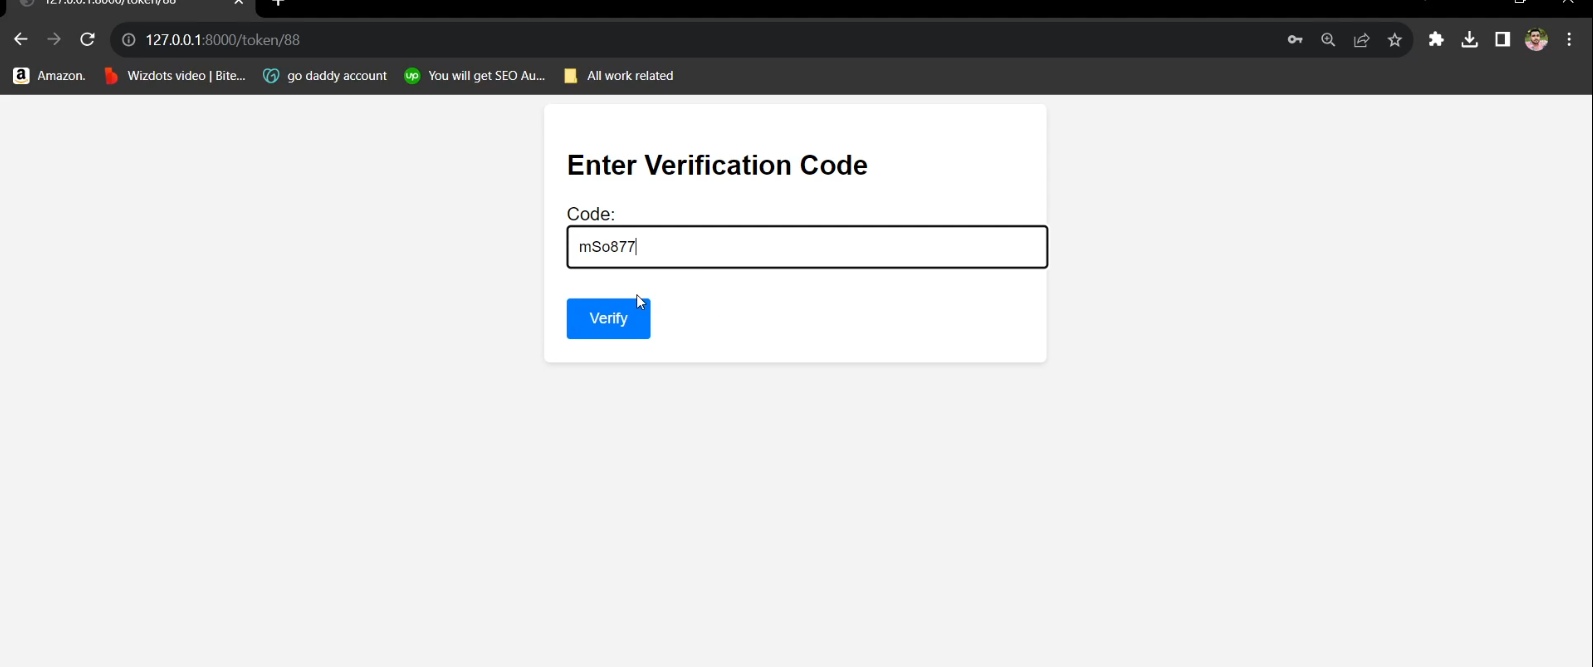 127.0.0.1:8000/token/88
127.0.0.1:8000/token/88
Amazon. Wizdots video | Bite... go daddy account You will get SEO Au... All work related
Enter Verification Code
Code:
mSo877
Verify